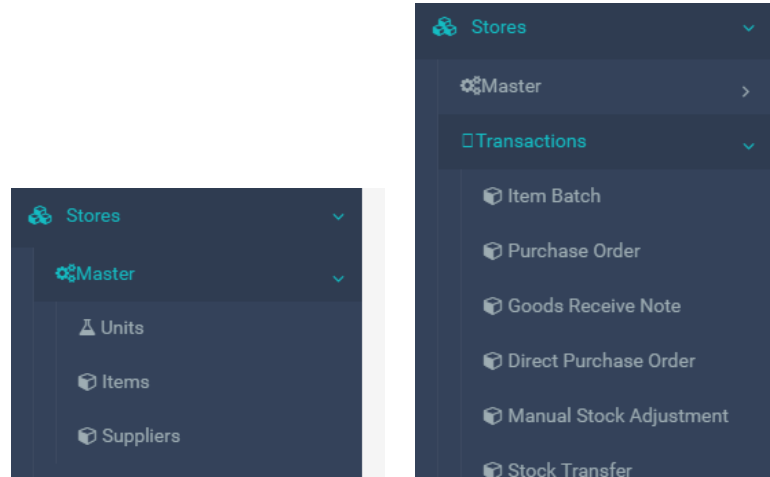 Stores
Master
Units
Items
Suppliers
Stores
Master
Transactions
Item Batch
Purchase Order
Goods Receive Note
Direct Purchase Order
Manual Stock Adjustment
Stock Transfer